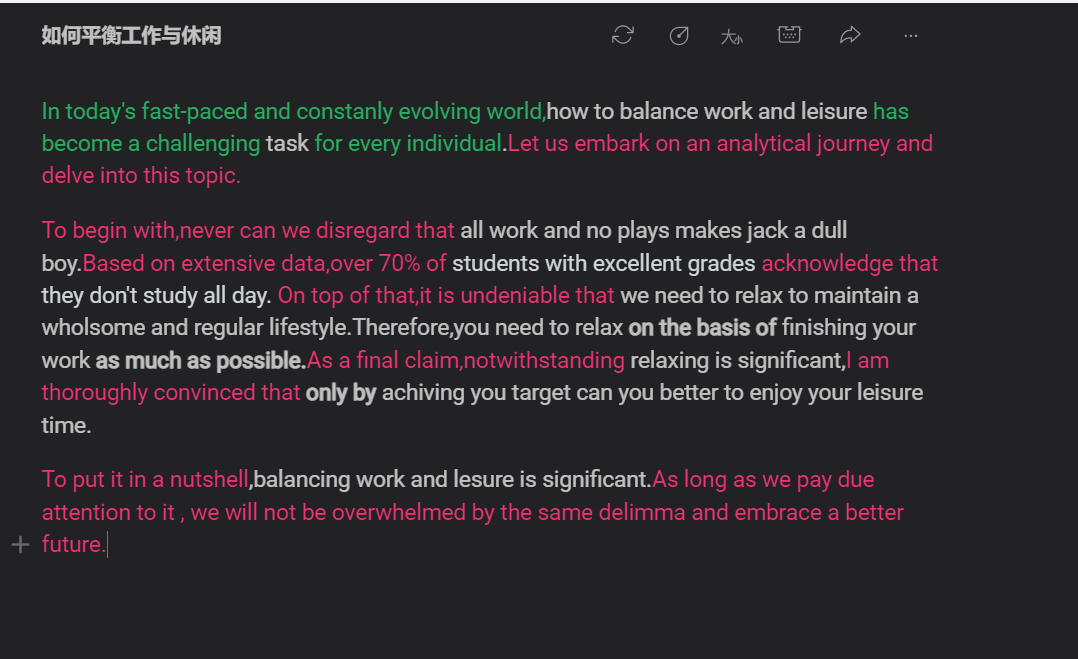 如何平衡工作与休闲
大小
In today's fast-paced and constanly evolving world,how to balance work and leisure has
become a challenging task for every individual.Let us embark on an analytical journey and
delve into this topic.
To begin with,never can we disregard that all work and no plays makes jack a dull
boy.Based on extensive data,over 70% of students with excellent grades acknowledge that
they don't study all day. On top of that,it is undeniable that we need to relax to maintain a
wholsome and regular lifestyle.Therefore,you need to relax on the basis of finishing your
work as much as possible.As a final claim,notwithstanding relaxing is significant,I am
thoroughly convinced that only by achiving you target can you better to enjoy your leisure
time.
To put it in a nutshell,balancing work and lesure is significant.As long as we pay due
attention to it , we will not be overwhelmed by the same delimma and embrace a better
future.